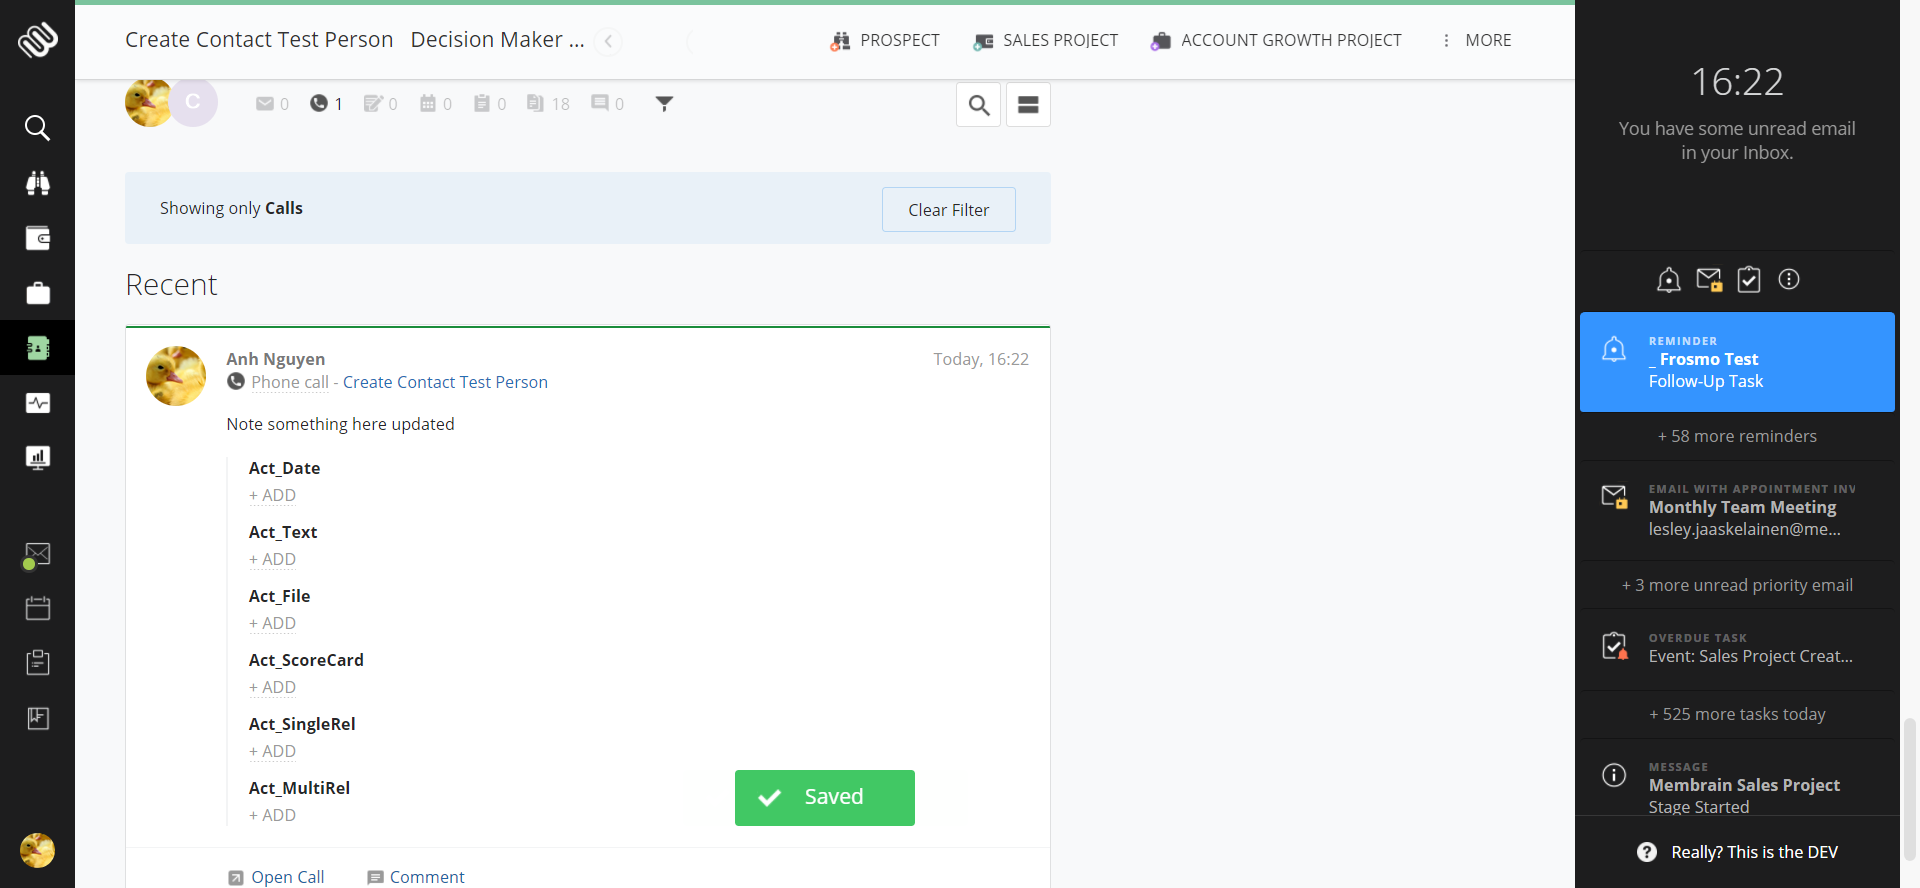 Create Contact Test Person Decision Maker ...
PROSPECT
SALES PROJECT
ACCOUNT GROWTH PROJECT
MORE
C
0
1
0
0
0
18
0
Showing only Calls
Clear Filter
Recent
Anh Nguyen
Today, 16:22
Phone call - Create Contact Test Person
Note something here updated
Act_Date
+ ADD
Act_Text
+ ADD
Act_File
+ ADD
Act_ScoreCard
+ ADD
Act_SingleRel
+ ADD
Act_MultiRel
+ ADD
Saved
Open Call
Comment
16:22
You have some unread email
in your Inbox.
REMINDER
_ Frosmo Test
Follow-Up Task
+ 58 more reminders
EMAIL WITH APPOINTMENT INV
Monthly Team Meeting
lesley.jaaskelainen@me...
+ 3 more unread priority email
OVERDUE TASK
Event: Sales Project Creat...
+ 525 more tasks today
MESSAGE
Membrain Sales Project
Stage Started
Really? This is the DEV